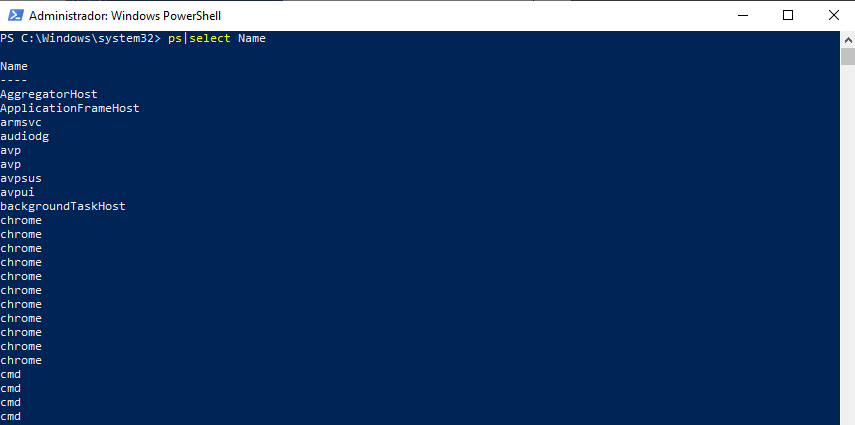 Administrador: Windows PowerShell
PS C:\Windows\system32> ps|select Name
Name
----
AggregatorHost
ApplicationFrameHost
armsvc
audiodg
avp
avp
avpsus
avpui
backgroundTaskHost
chrome
chrome
chrome
chrome
chrome
chrome
chrome
chrome
chrome
chrome
chrome
cmd
cmd
cmd
cmd